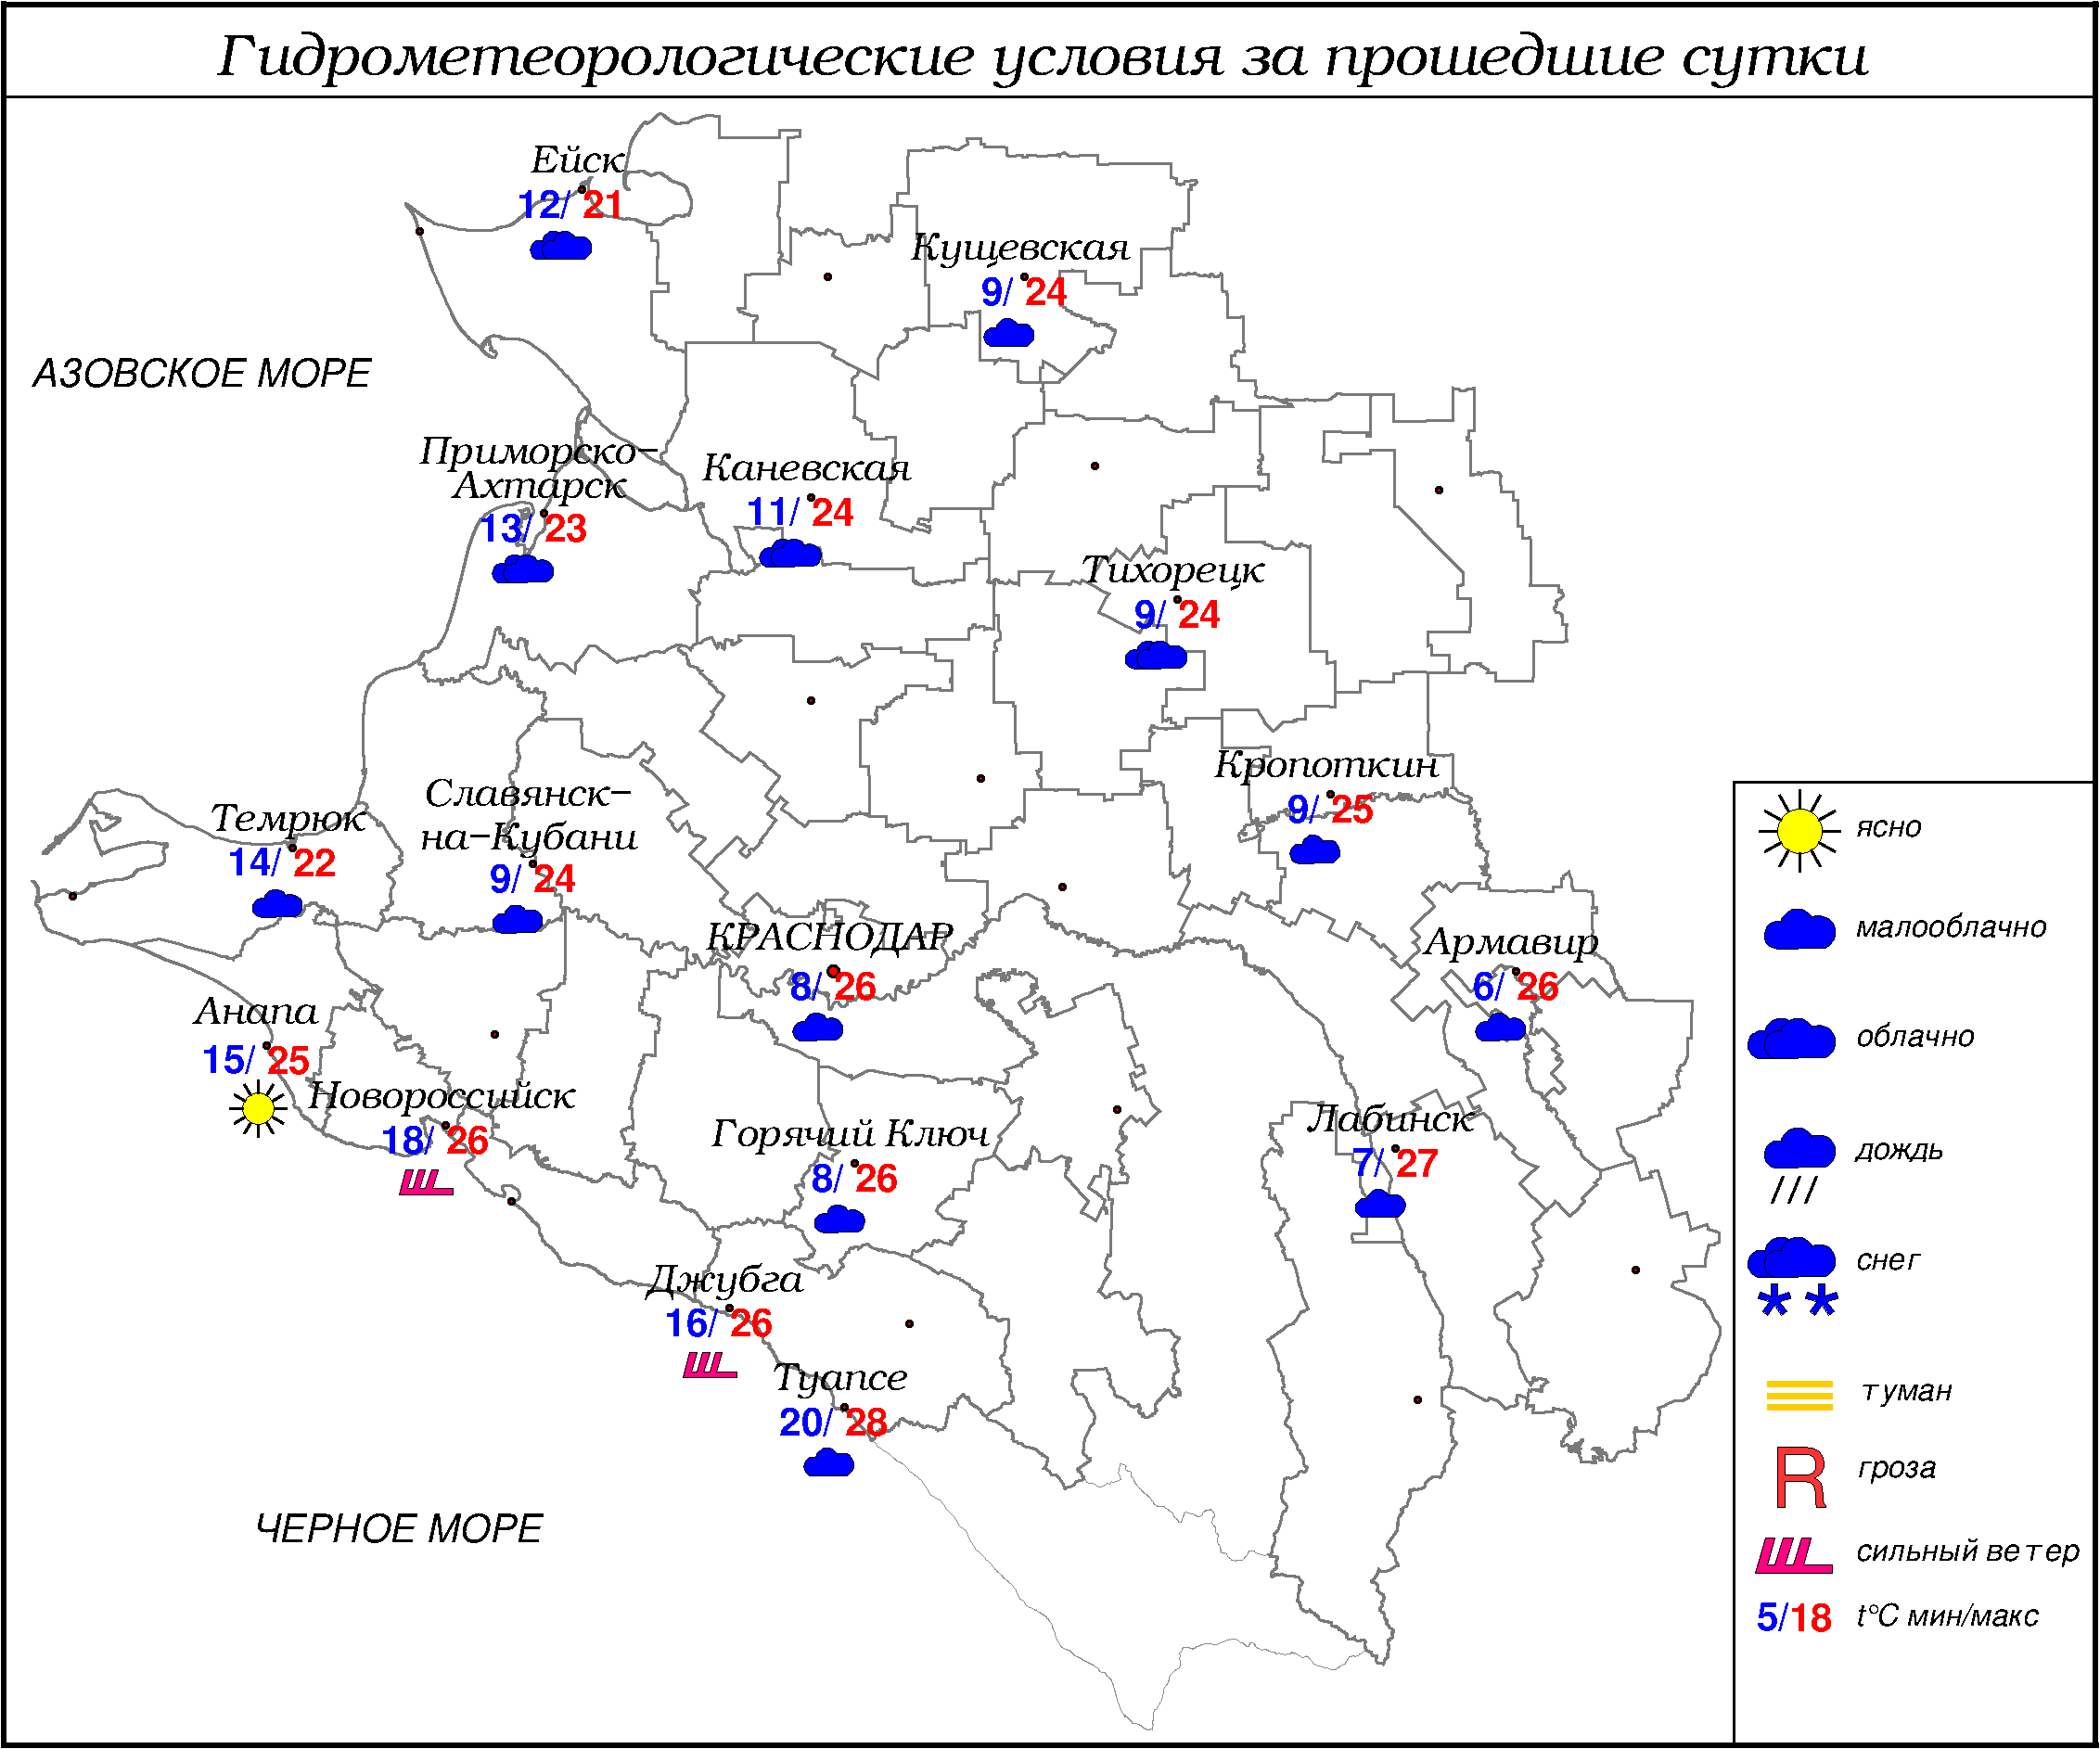 Гидрометеорологические условия за прошедшие сутки
Ейск
12/ 21
Кущевская
9/ 24
АЗОВСКОЕ МОРЕ
Приморско-
Ахтарск
13/ 23
Каневская
11/ 24
Тихорецк
9/ 24
Кропоткин
9/ 25
Темрюк
14/ 22
Славянск-
на-Кубани
9/ 24
КРАСНОДАР
8/ 26
Армавир
6/ 26
Анапа
15/ 25
Новороссийск
18/ 26
Горячий Ключ
8/ 26
Лабинск
7/ 27
Джубга
16/ 26
Туапсе
20/ 28
ЧЕРНОЕ МОРЕ
ясно
малооблачно
облачно
дождь
снег
туман
R гроза
сильный ветер
5/18 t°C мин/макс